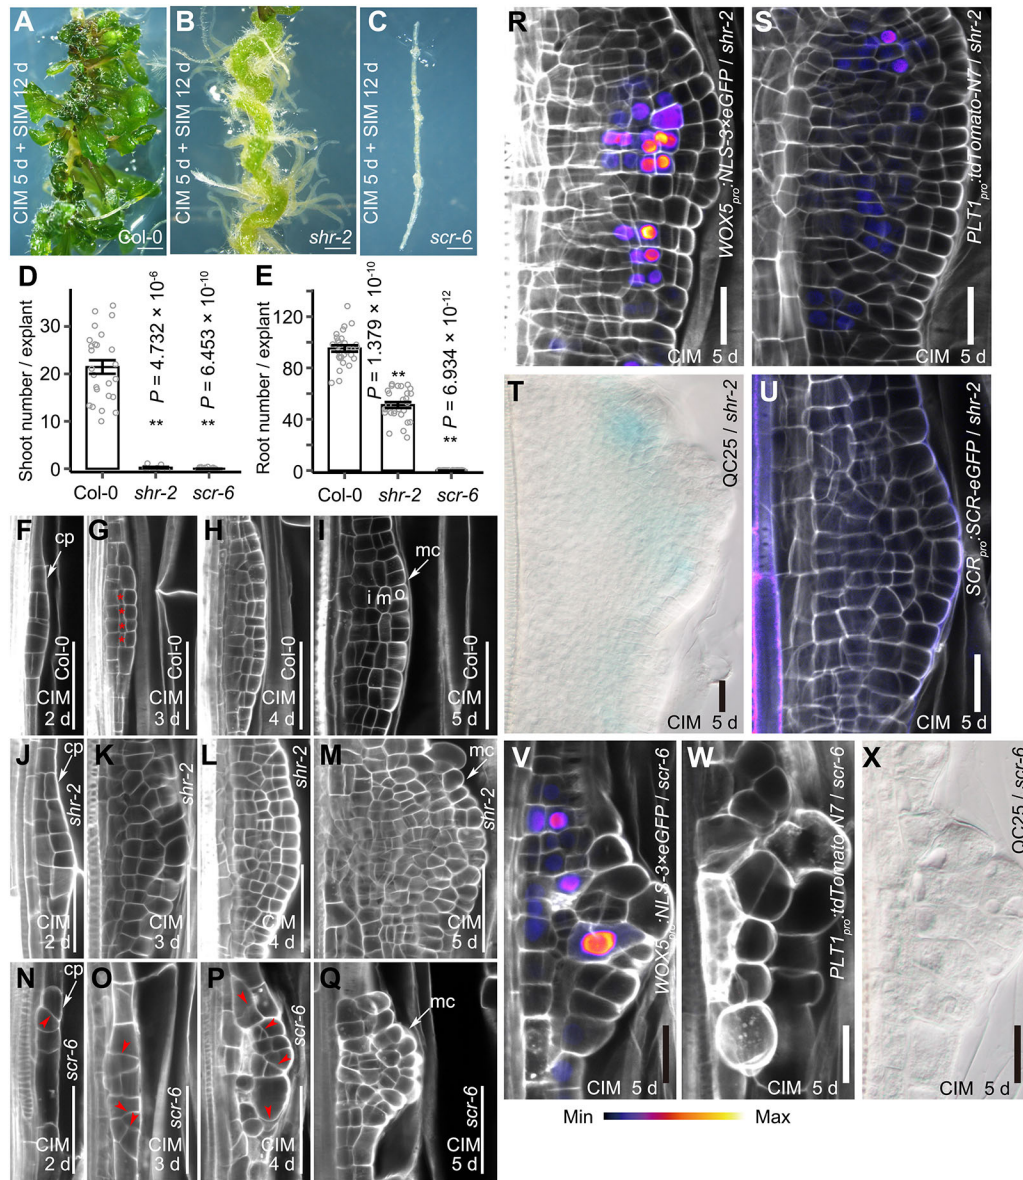 A
CIM 5 d + SIM 12 d
Col-0
B
CIM 5 d + SIM 12 d
shr-2
C
CIM 5 d + SIM 12 d
scr-6
D
Shoot number / explant
30
20
10
0
P = 4.732 × 10⁻⁶
**
P = 6.453 × 10⁻¹⁰
**
Col-0
shr-2
scr-6
E
Root number / explant
120
80
40
0
P = 1.379 × 10⁻¹⁰
**
P = 6.934 × 10⁻¹²
**
Col-0
shr-2
scr-6
F
cp
Col-0
CIM
2 d
G
Col-0
CIM
3 d
H
Col-0
CIM
4 d
I
mc
i m o
Col-0
CIM
5 d
J
cp
shr-2
CIM
2 d
K
shr-2
CIM
3 d
L
shr-2
CIM
4 d
M
mc
shr-2
CIM
5 d
N
cp
scr-6
CIM
2 d
O
scr-6
CIM
3 d
P
scr-6
CIM
4 d
Q
mc
scr-6
CIM
5 d
R
WOX5pro:NLS-3×eGFP / shr-2
CIM 5 d
S
PLT1pro:tdTomato-N7 / shr-2
CIM 5 d
T
QC25 / shr-2
CIM 5 d
U
SCRpro:SCR-eGFP / shr-2
CIM 5 d
V
WOX5pro:NLS-3×eGFP / scr-6
CIM 5 d
W
PLT1pro:tdTomato-N7 / scr-6
CIM 5 d
X
QC25 / scr-6
CIM 5 d
Min
Max